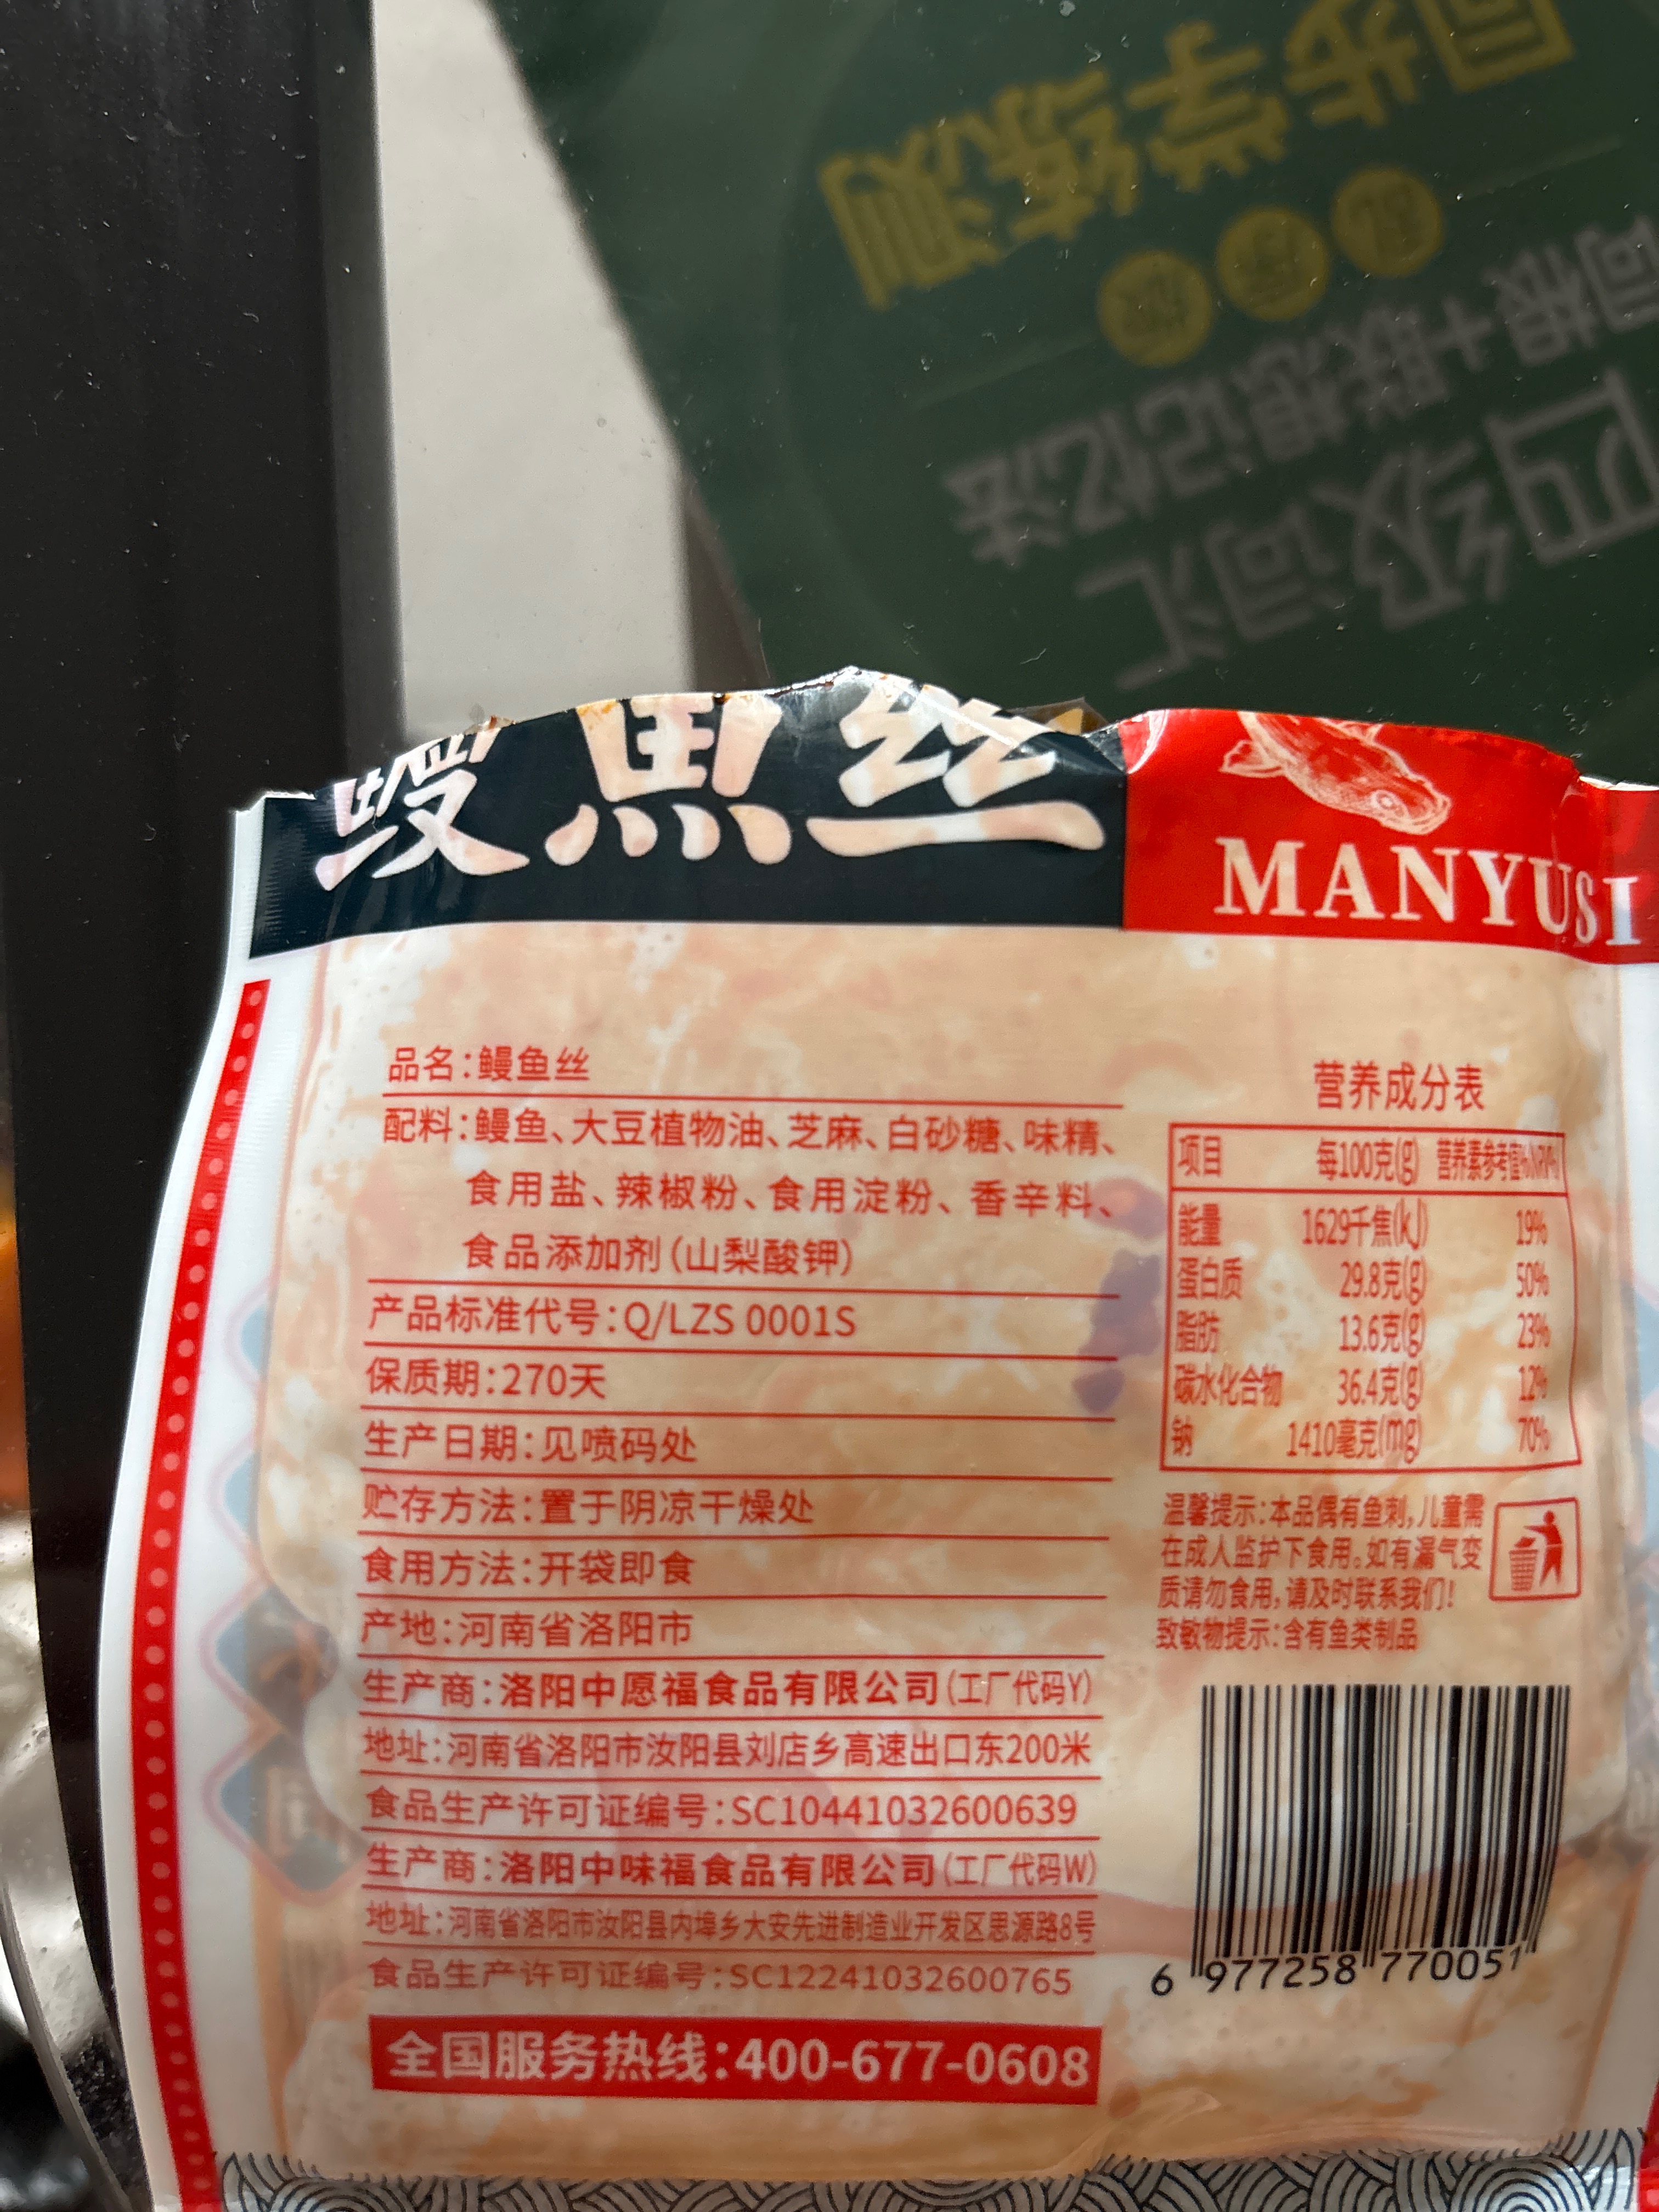 同步学练测
词根+联想记忆法
四级词汇
鳗鱼丝
MANYUSI
品名:鳗鱼丝
配料:鳗鱼、大豆植物油、芝麻、白砂糖、味精、
食用盐、辣椒粉、食用淀粉、香辛料、
食品添加剂(山梨酸钾)
产品标准代号:Q/LZS 0001S
保质期:270天
生产日期:见喷码处
贮存方法:置于阴凉干燥处
食用方法:开袋即食
产地:河南省洛阳市
生产商:洛阳中愿福食品有限公司(工厂代码Y)
地址:河南省洛阳市汝阳县刘店乡高速出口东200米
食品生产许可证编号:SC10441032600639
生产商:洛阳中味福食品有限公司(工厂代码W)
地址:河南省洛阳市汝阳县内埠乡大安先进制造业开发区思源路8号
食品生产许可证编号:SC12241032600765
全国服务热线:400-677-0608
营养成分表
项目 每100克(g) 营养素参考值%(NRV%)
能量 1629千焦(kJ) 19%
蛋白质 29.8克(g) 50%
脂肪 13.6克(g) 23%
碳水化合物 36.4克(g) 12%
钠 1410毫克(mg) 70%
温馨提示:本品偶有鱼刺,儿童需
在成人监护下食用。如有漏气变
质请勿食用,请及时联系我们!
致敏物提示:含有鱼类制品
6 977258 770051